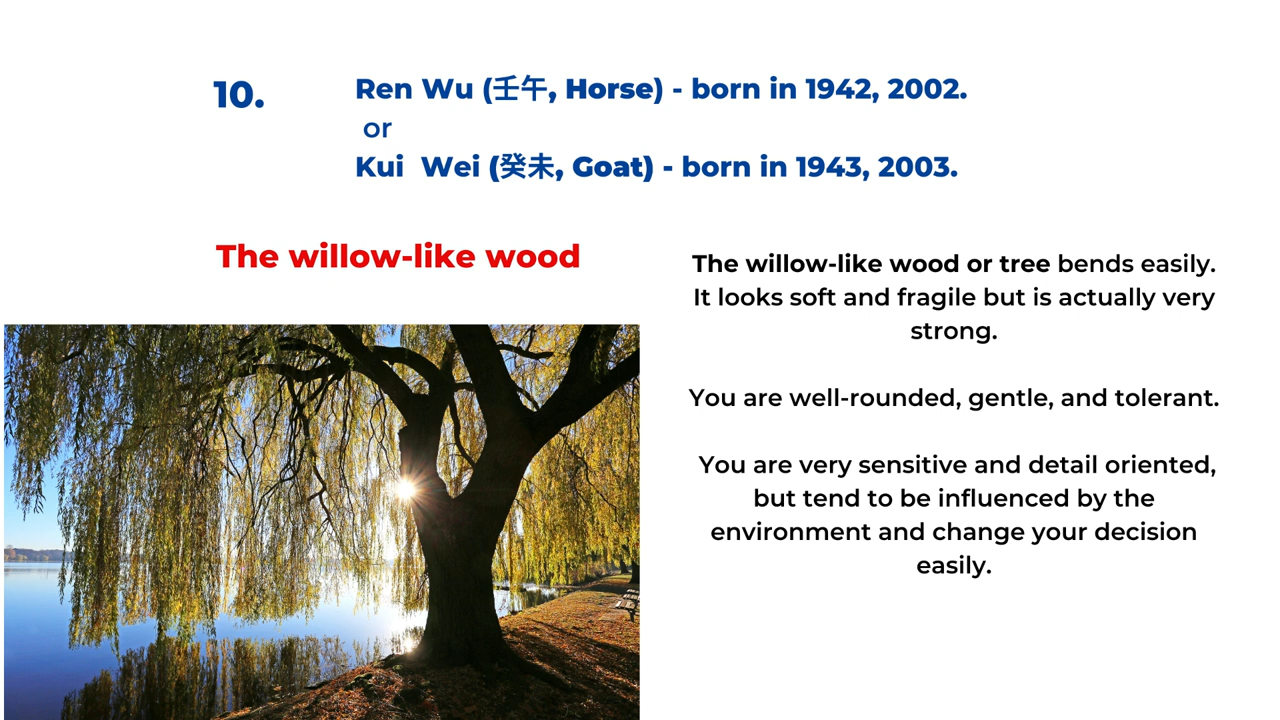 10.
Ren Wu (壬午, Horse) - born in 1942, 2002.
or
Kui  Wei (癸未, Goat) - born in 1943, 2003.
The willow-like wood
The willow-like wood or tree bends easily.
It looks soft and fragile but is actually very
strong.
You are well-rounded, gentle, and tolerant.
You are very sensitive and detail oriented,
but tend to be influenced by the
environment and change your decision
easily.